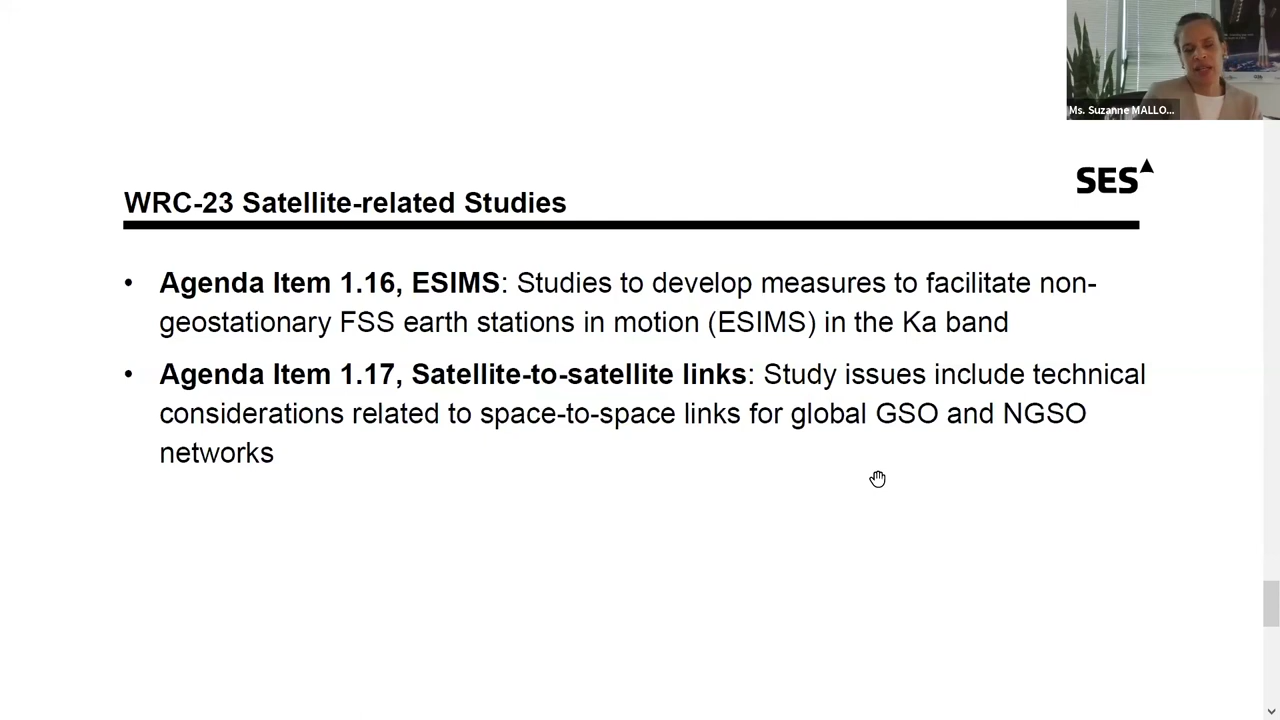 Ms. Suzanne MALLO...
SES
WRC-23 Satellite-related Studies
• Agenda Item 1.16, ESIMS: Studies to develop measures to facilitate non-
geostationary FSS earth stations in motion (ESIMS) in the Ka band
• Agenda Item 1.17, Satellite-to-satellite links: Study issues include technical
considerations related to space-to-space links for global GSO and NGSO
networks